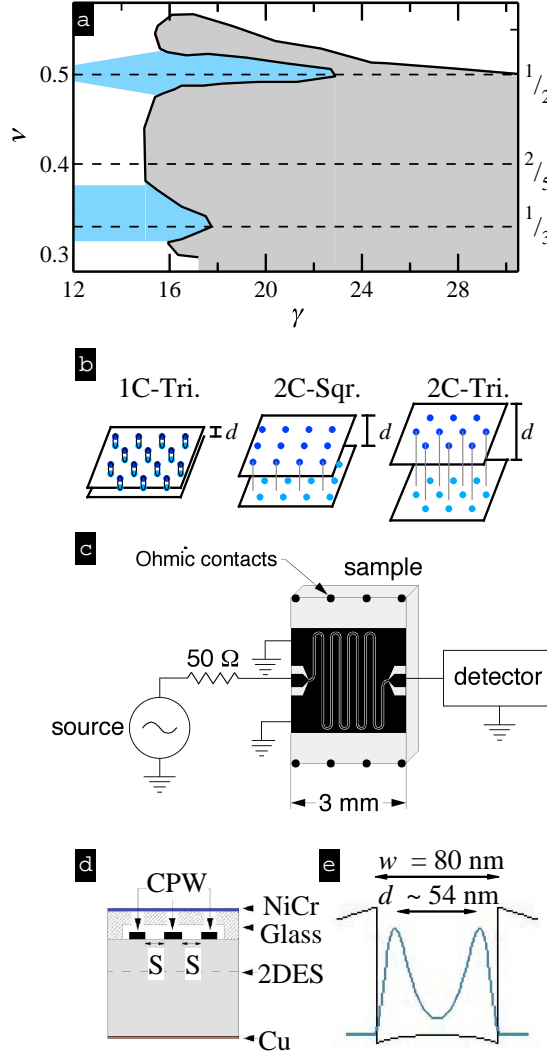 a
0.5
0.4
0.3
ν
1/2
2/5
1/3
12
16
20
24
28
γ
b
1C-Tri.
2C-Sqr.
2C-Tri.
d
d
d
c
Ohmic contacts
sample
50 Ω
source
detector
3 mm
d
CPW
NiCr
Glass
S
S
2DES
Cu
e
w = 80 nm
d ~ 54 nm